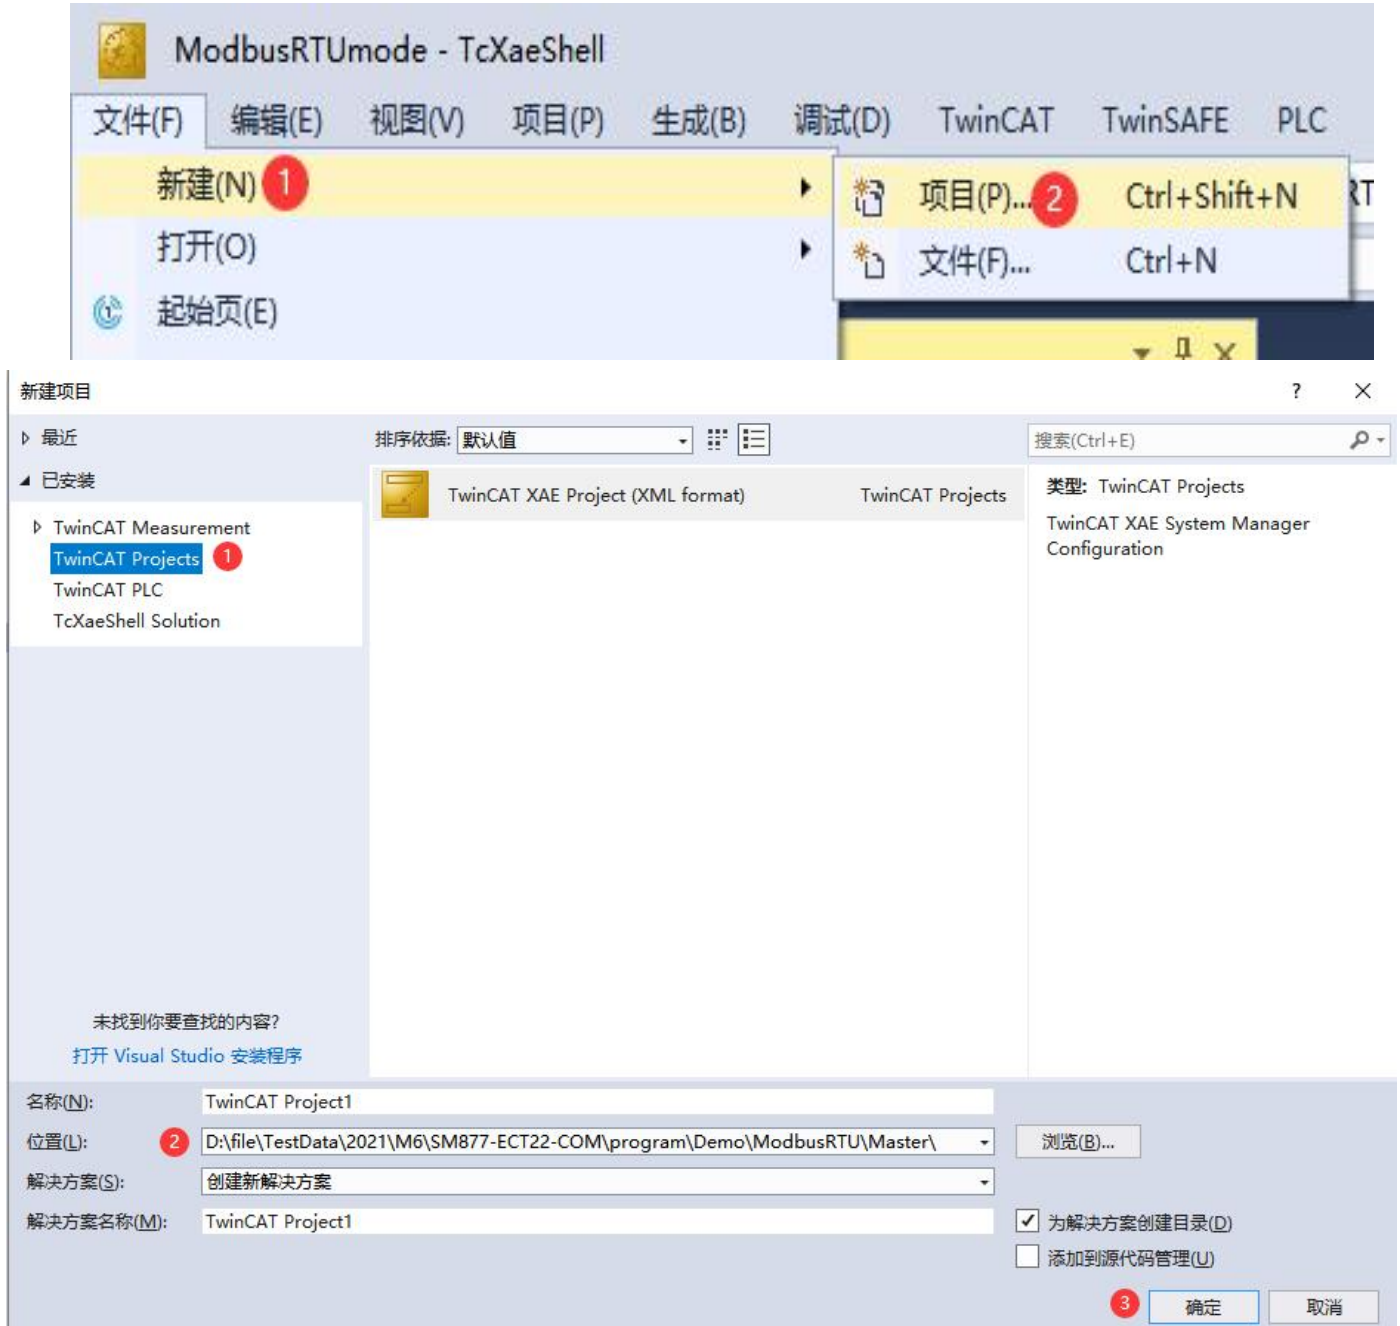 ModbusRTUmode - TcXaeShell
文件(F) 编辑(E) 视图(V) 项目(P) 生成(B) 调试(D) TwinCAT TwinSAFE PLC
新建(N) 1
项目(P)... 2 Ctrl+Shift+N
RT
打开(O)
文件(F)... Ctrl+N
起始页(E)
新建项目 ?
最近
排序依据: 默认值
搜索(Ctrl+E)
已安装
TwinCAT XAE Project (XML format) TwinCAT Projects
类型: TwinCAT Projects
TwinCAT XAE System Manager
Configuration
TwinCAT Measurement
TwinCAT Projects 1
TwinCAT PLC
TcXaeShell Solution
未找到你要查找的内容?
打开 Visual Studio 安装程序
名称(N): TwinCAT Project1
位置(L): 2 D:\file\TestData\2021\M6\SM877-ECT22-COM\program\Demo\ModbusRTU\Master\ 浏览(B)...
解决方案(S): 创建新解决方案
解决方案名称(M): TwinCAT Project1
为解决方案创建目录(D)
添加到源代码管理(U)
3 确定 取消